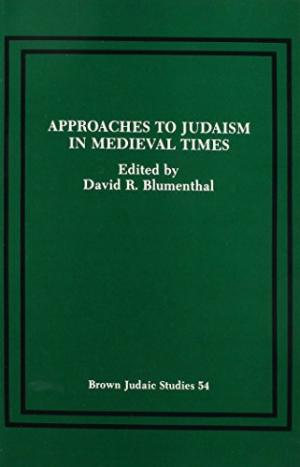 APPROACHES TO JUDAISM
IN MEDIEVAL TIMES
Edited by
David R. Blumenthal
Brown Judaic Studies 54